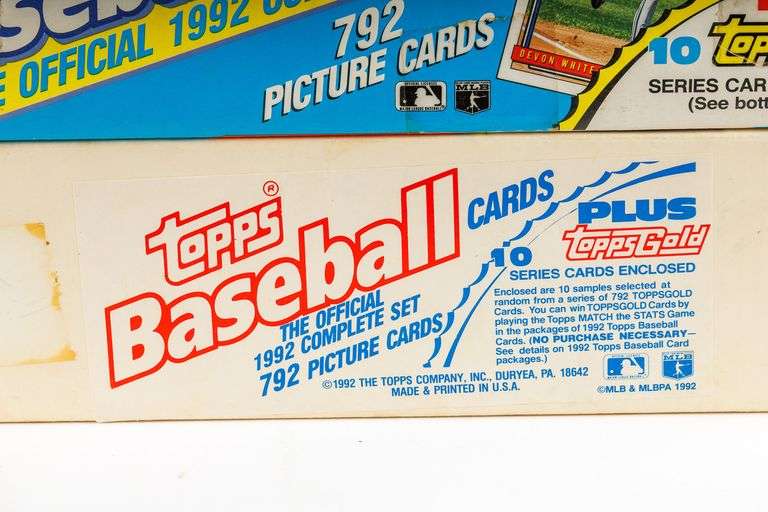 THE OFFICIAL 1992
792
PICTURE CARDS
DEVON WHITE
10
SERIES CAR
(See bott
topps®
Baseball
CARDS
THE OFFICIAL
1992 COMPLETE SET
792 PICTURE CARDS
PLUS
toppsGold
10
SERIES CARDS ENCLOSED
Enclosed are 10 samples selected at
random from a series of 792 TOPPSGOLD
Cards. You can win TOPPSGOLD Cards by
playing the Topps MATCH the STATS Game
in the packages of 1992 Topps Baseball
Cards. (NO PURCHASE NECESSARY—
See details on 1992 Topps Baseball Card
packages.)
MLB
©1992 THE TOPPS COMPANY, INC., DURYEA, PA. 18642
MADE & PRINTED IN U.S.A.
©MLB & MLBPA 1992